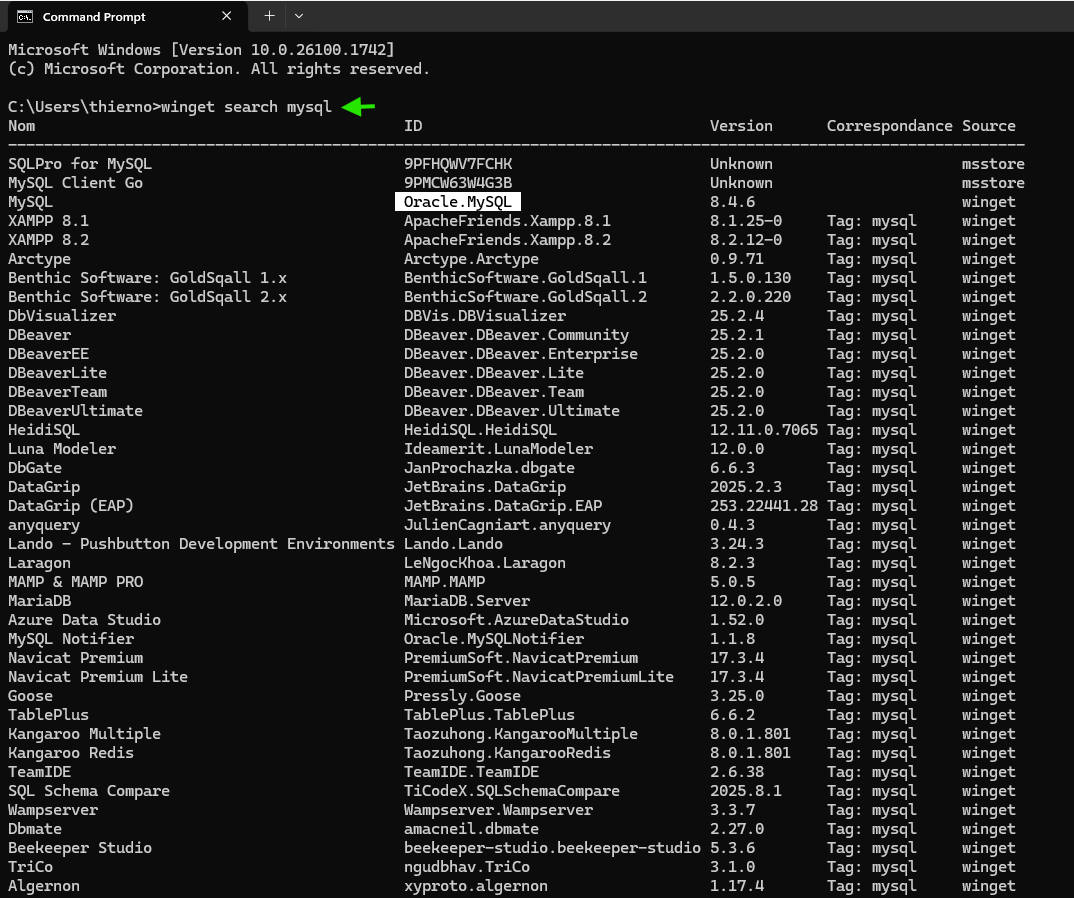 Command Prompt
Microsoft Windows [Version 10.0.26100.1742]
(c) Microsoft Corporation. All rights reserved.
C:\Users\thierno>winget search mysql
Nom ID Version Correspondance Source
-----------------------------------------------------------------------------------------------------------------
SQLPro for MySQL 9PFHQWV7FCHK Unknown msstore
MySQL Client Go 9PMCW63W4G3B Unknown msstore
MySQL Oracle.MySQL 8.4.6 winget
XAMPP 8.1 ApacheFriends.Xampp.8.1 8.1.25-0 Tag: mysql winget
XAMPP 8.2 ApacheFriends.Xampp.8.2 8.2.12-0 Tag: mysql winget
Arctype Arctype.Arctype 0.9.71 Tag: mysql winget
Benthic Software: GoldSqall 1.x BenthicSoftware.GoldSqall.1 1.5.0.130 Tag: mysql winget
Benthic Software: GoldSqall 2.x BenthicSoftware.GoldSqall.2 2.2.0.220 Tag: mysql winget
DbVisualizer DBVis.DBVisualizer 25.2.4 Tag: mysql winget
DBeaver DBeaver.DBeaver.Community 25.2.1 Tag: mysql winget
DBeaverEE DBeaver.DBeaver.Enterprise 25.2.0 Tag: mysql winget
DBeaverLite DBeaver.DBeaver.Lite 25.2.0 Tag: mysql winget
DBeaverTeam DBeaver.DBeaver.Team 25.2.0 Tag: mysql winget
DBeaverUltimate DBeaver.DBeaver.Ultimate 25.2.0 Tag: mysql winget
HeidiSQL HeidiSQL.HeidiSQL 12.11.0.7065 Tag: mysql winget
Luna Modeler Ideamerit.LunaModeler 12.0.0 Tag: mysql winget
DbGate JanProchazka.dbgate 6.6.3 Tag: mysql winget
DataGrip JetBrains.DataGrip 2025.2.3 Tag: mysql winget
DataGrip (EAP) JetBrains.DataGrip.EAP 253.22441.28 Tag: mysql winget
anyquery JulienCagniart.anyquery 0.4.3 Tag: mysql winget
Lando - Pushbutton Development Environments Lando.Lando 3.24.3 Tag: mysql winget
Laragon LeNgocKhoa.Laragon 8.2.3 Tag: mysql winget
MAMP & MAMP PRO MAMP.MAMP 5.0.5 Tag: mysql winget
MariaDB MariaDB.Server 12.0.2.0 Tag: mysql winget
Azure Data Studio Microsoft.AzureDataStudio 1.52.0 Tag: mysql winget
MySQL Notifier Oracle.MySQLNotifier 1.1.8 Tag: mysql winget
Navicat Premium PremiumSoft.NavicatPremium 17.3.4 Tag: mysql winget
Navicat Premium Lite PremiumSoft.NavicatPremiumLite 17.3.4 Tag: mysql winget
Goose Pressly.Goose 3.25.0 Tag: mysql winget
TablePlus TablePlus.TablePlus 6.6.2 Tag: mysql winget
Kangaroo Multiple Taozuhong.KangarooMultiple 8.0.1.801 Tag: mysql winget
Kangaroo Redis Taozuhong.KangarooRedis 8.0.1.801 Tag: mysql winget
TeamIDE TeamIDE.TeamIDE 2.6.38 Tag: mysql winget
SQL Schema Compare TiCodeX.SQLSchemaCompare 2025.8.1 Tag: mysql winget
Wampserver Wampserver.Wampserver 3.3.7 Tag: mysql winget
Dbmate amacneil.dbmate 2.27.0 Tag: mysql winget
Beekeeper Studio beekeeper-studio.beekeeper-studio 5.3.6 Tag: mysql winget
TriCo ngudbhav.TriCo 3.1.0 Tag: mysql winget
Algernon xyproto.algernon 1.17.4 Tag: mysql winget